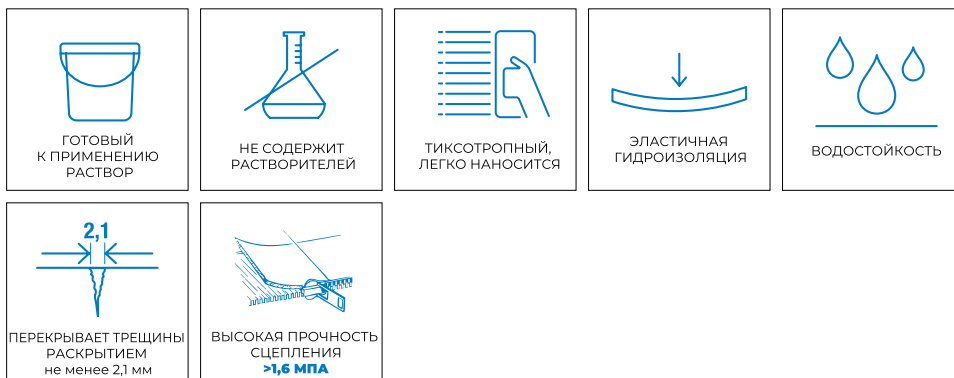 ГОТОВЫЙ
К ПРИМЕНЕНИЮ
РАСТВОР
НЕ СОДЕРЖИТ
РАСТВОРИТЕЛЕЙ
ТИКСОТРОПНЫЙ,
ЛЕГКО НАНОСИТСЯ
ЭЛАСТИЧНАЯ
ГИДРОИЗОЛЯЦИЯ
ВОДОСТОЙКОСТЬ
2,1
ПЕРЕКРЫВАЕТ ТРЕЩИНЫ
РАСКРЫТИЕМ
не менее 2,1 мм
ВЫСОКАЯ ПРОЧНОСТЬ
СЦЕПЛЕНИЯ
>1,6 МПА